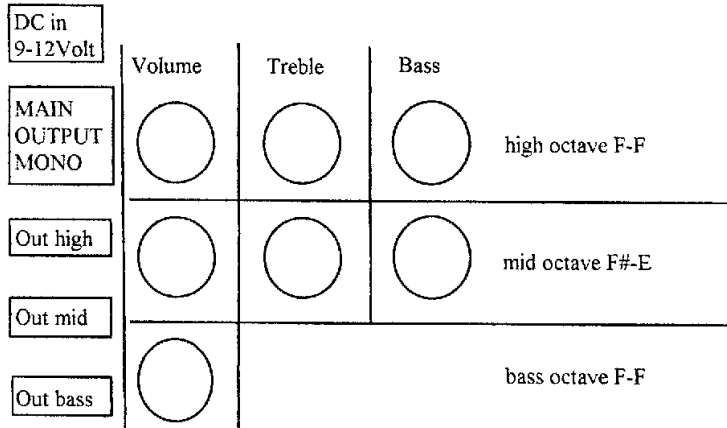 DC in
9-12Volt
Volume
Treble
Bass
MAIN
OUTPUT
MONO
high octave F-F
Out high
mid octave F#-E
Out mid
bass octave F-F
Out bass